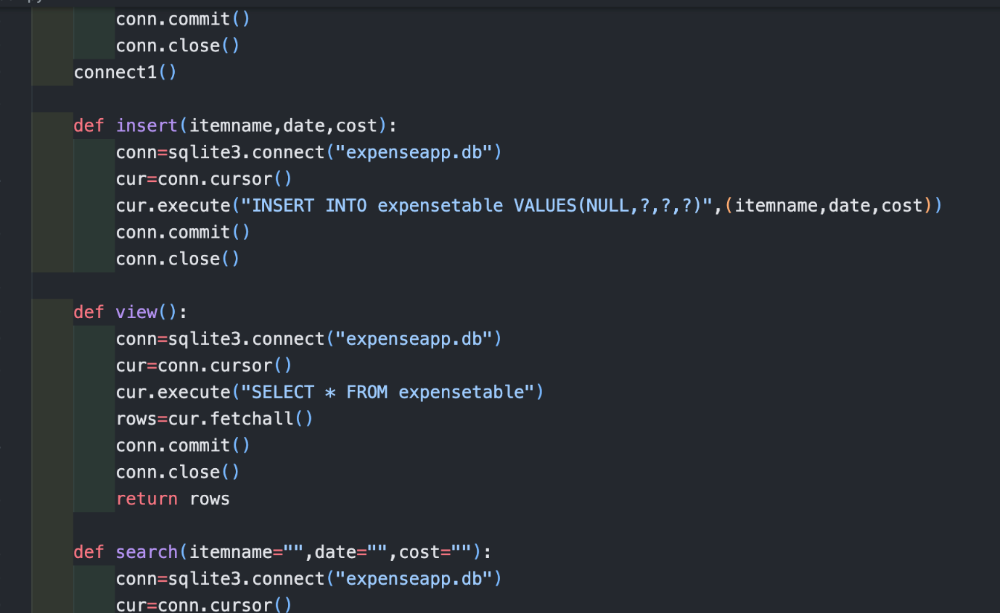 conn.commit()
        conn.close()
    connect1()

    def insert(itemname,date,cost):
        conn=sqlite3.connect("expenseapp.db")
        cur=conn.cursor()
        cur.execute("INSERT INTO expensetable VALUES(NULL,?,?,?)",(itemname,date,cost))
        conn.commit()
        conn.close()

    def view():
        conn=sqlite3.connect("expenseapp.db")
        cur=conn.cursor()
        cur.execute("SELECT * FROM expensetable")
        rows=cur.fetchall()
        conn.commit()
        conn.close()
        return rows

    def search(itemname="",date="",cost=""):
        conn=sqlite3.connect("expenseapp.db")
        cur=conn.cursor()